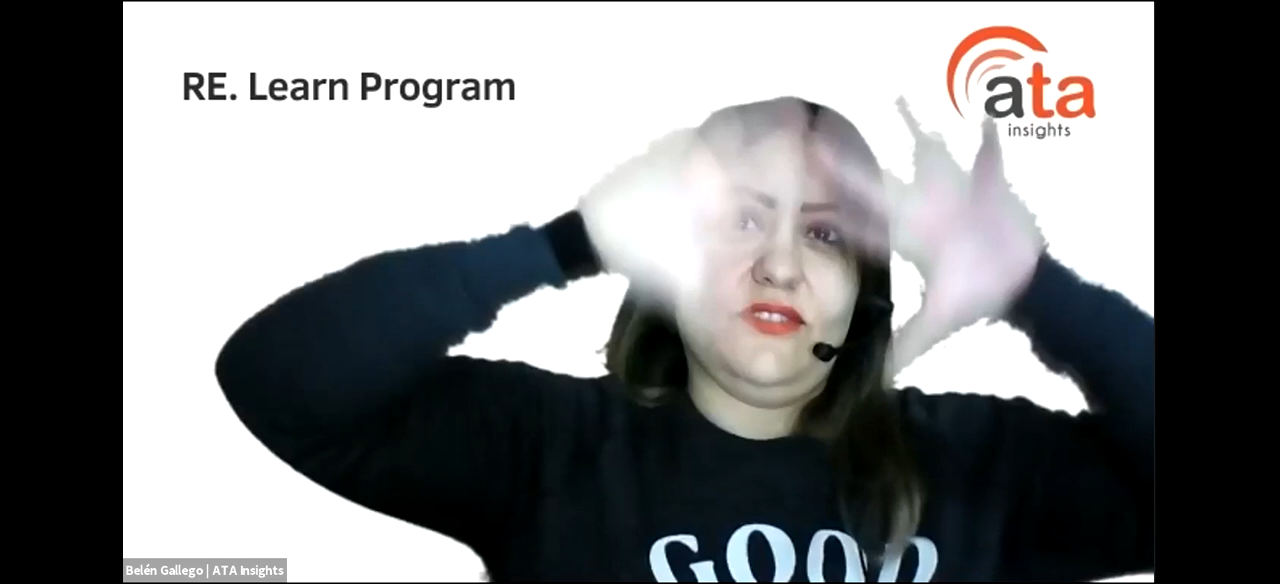 RE. Learn Program
ata
insights
GOOD
Belén Gallego | ATA Insights